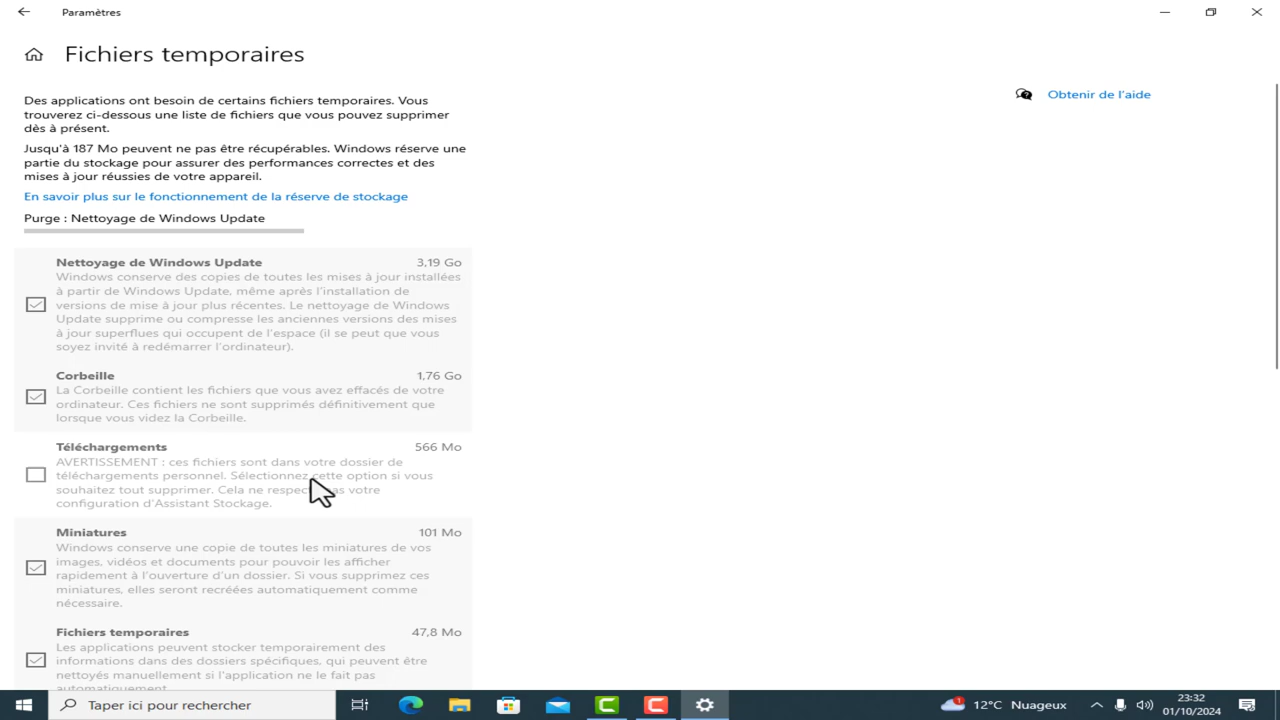 Paramètres
Fichiers temporaires
Des applications ont besoin de certains fichiers temporaires. Vous
trouverez ci-dessous une liste de fichiers que vous pouvez supprimer
dès à présent.
Jusqu'à 187 Mo peuvent ne pas être récupérables. Windows réserve une
partie du stockage pour assurer des performances correctes et des
mises à jour réussies de votre appareil.
En savoir plus sur le fonctionnement de la réserve de stockage
Purge : Nettoyage de Windows Update
Nettoyage de Windows Update 3,19 Go
Windows conserve des copies de toutes les mises à jour installées
à partir de Windows Update, même après l'installation de
versions de mise à jour plus récentes. Le nettoyage de Windows
Update supprime ou compresse les anciennes versions des mises
à jour superflues qui occupent de l'espace (il se peut que vous
soyez invité à redémarrer l'ordinateur).
Corbeille 1,76 Go
La Corbeille contient les fichiers que vous avez effacés de votre
ordinateur. Ces fichiers ne sont supprimés définitivement que
lorsque vous videz la Corbeille.
Téléchargements 566 Mo
AVERTISSEMENT : ces fichiers sont dans votre dossier de
téléchargements personnel. Sélectionnez cette option si vous
souhaitez tout supprimer. Cela ne respecte pas votre
configuration d'Assistant Stockage.
Miniatures 101 Mo
Windows conserve une copie de toutes les miniatures de vos
images, vidéos et documents pour pouvoir les afficher
rapidement à l'ouverture d'un dossier. Si vous supprimez ces
miniatures, elles seront recréées automatiquement comme
nécessaire.
Fichiers temporaires 47,8 Mo
Les applications peuvent stocker temporairement des
informations dans des dossiers spécifiques, qui peuvent être
nettoyés manuellement si l'application ne le fait pas
automatiquement.
Obtenir de l'aide
Taper ici pour rechercher
1
12°C Nuageux
23:32
01/10/2024